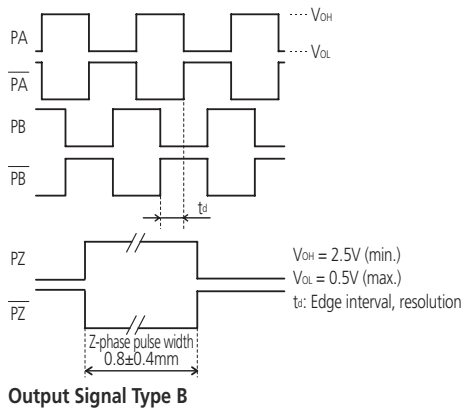 PA
VOH
VOL
PA
PB
PB
td
PZ
VOH = 2.5V (min.)
VOL = 0.5V (max.)
td: Edge interval, resolution
PZ
Z-phase pulse width
0.8±0.4mm
Output Signal Type B